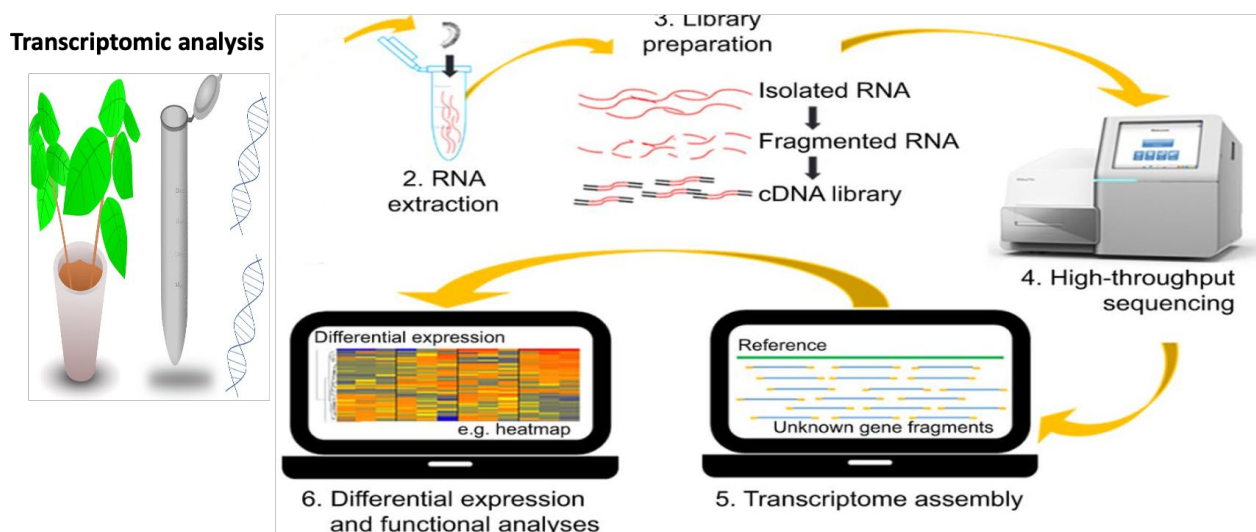 Transcriptomic analysis
2. RNA
extraction
3. Library
preparation
Isolated RNA
Fragmented RNA
cDNA library
4. High-throughput
sequencing
Reference
Unknown gene fragments
5. Transcriptome assembly
Differential expression
e.g. heatmap
6. Differential expression
and functional analyses